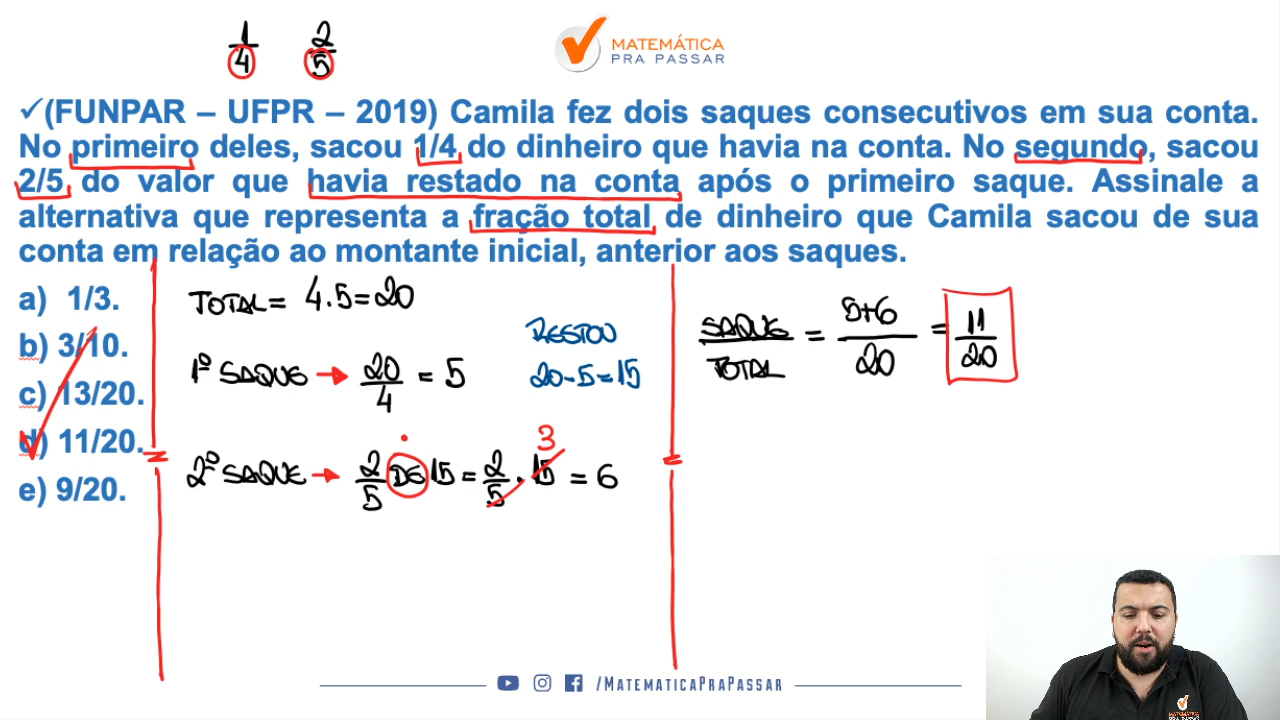 1/4 2/5
MATEMÁTICA
PRA PASSAR
✓(FUNPAR – UFPR – 2019) Camila fez dois saques consecutivos em sua conta.
No primeiro deles, sacou 1/4 do dinheiro que havia na conta. No segundo, sacou
2/5 do valor que havia restado na conta após o primeiro saque. Assinale a
alternativa que representa a fração total de dinheiro que Camila sacou de sua
conta em relação ao montante inicial, anterior aos saques.
a) 1/3.
b) 3/10.
c) 13/20.
d) 11/20.
e) 9/20.
TOTAL = 4.5=20
1º SAQUE → 20/4 = 5
RESTOU
20-5=15
2º SAQUE → 2/5 DE 15 = 2/5 . 15 = 6
3
SAQUE/TOTAL = 5+6/20 = 11/20
/MATEMATICAPRAPASSAR
MATEMÁTICA
PRA PASSAR